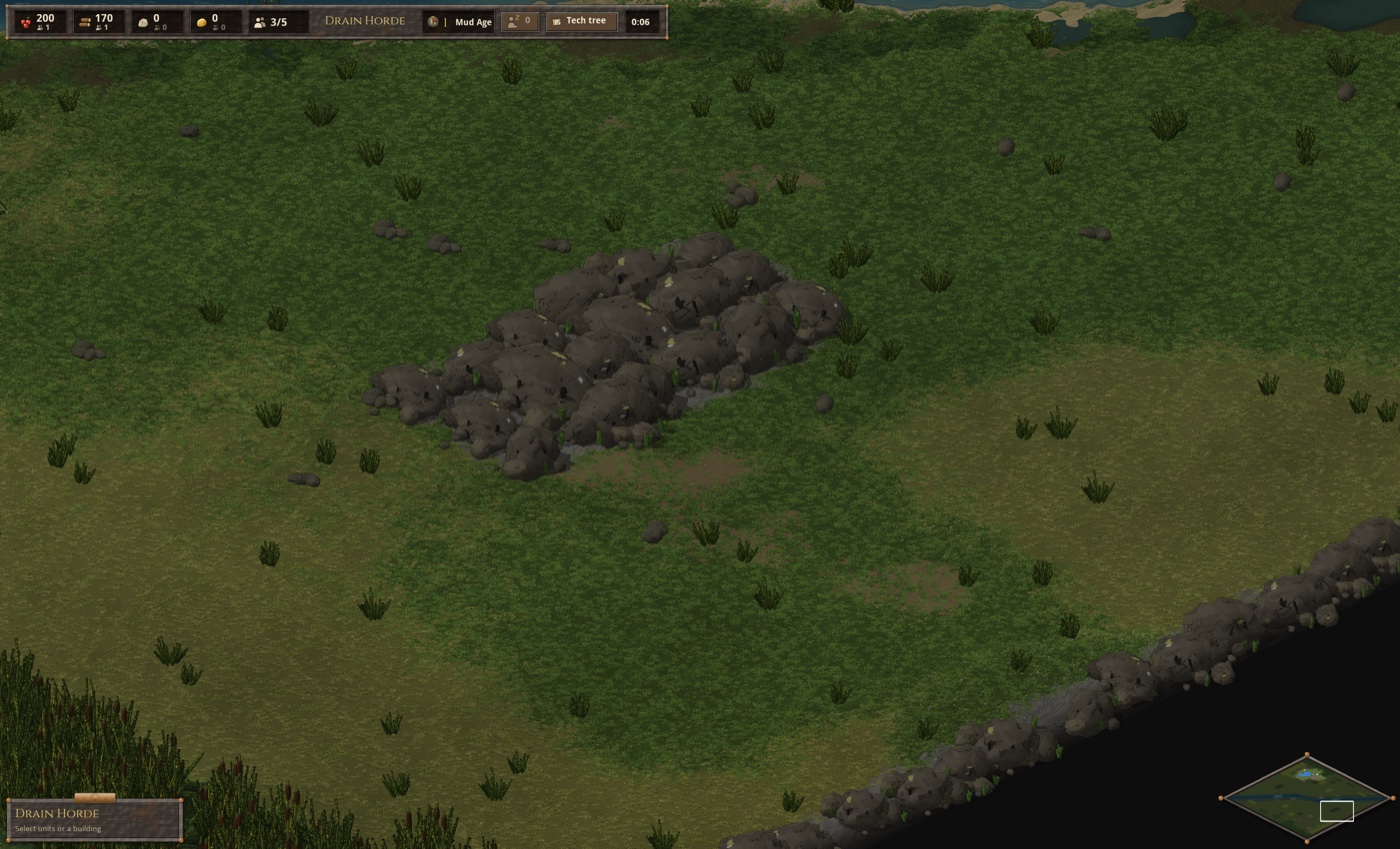 200
1
170
1
0
0
0
0
3/5
DRAIN HORDE
Mud Age
0
Tech tree
0:06
DRAIN HORDE
Select units or a building.